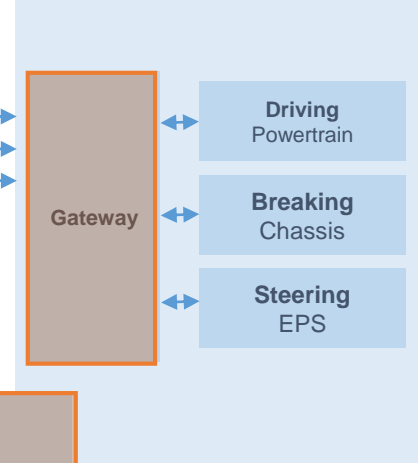 Driving
Powertrain
Gateway
Breaking
Chassis
Steering
EPS